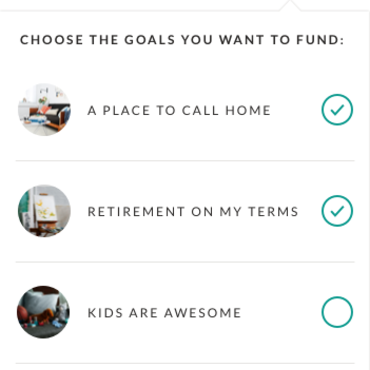 CHOOSE THE GOALS YOU WANT TO FUND:
A PLACE TO CALL HOME
RETIREMENT ON MY TERMS
KIDS ARE AWESOME